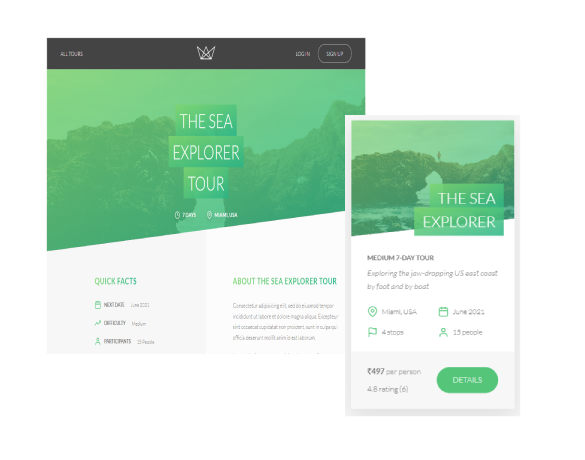 ALL TOURS
LOG IN
SIGN UP
THE SEA
EXPLORER
TOUR
7 DAYS
MIAMI, USA
QUICK FACTS
NEXT DATE June 2021
DIFFICULTY Medium
PARTICIPANTS 15 People
ABOUT THE SEA EXPLORER TOUR
Consectetur adipisicing elit, sed do eiusmod tempor
incididunt ut labore et dolore magna aliqua. Excepteur
sint occaecat cupidatat non proident, sunt in culpa qui
officia deserunt mollit anim id est laborum.
THE SEA
EXPLORER
MEDIUM 7-DAY TOUR
Exploring the jaw-dropping US east coast
by foot and by boat
Miami, USA
June 2021
4 stops
15 people
₹497 per person
4.8 rating (6)
DETAILS